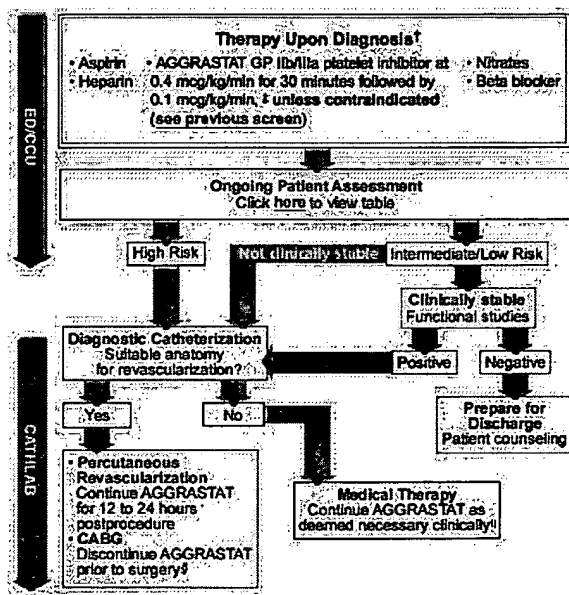 Therapy Upon Diagnosis†
• Aspirin • AGGRASTAT GP IIb/IIIa platelet inhibitor at • Nitrates
• Heparin 0.4 mcg/kg/min for 30 minutes followed by • Beta blocker
0.1 mcg/kg/min,‡ unless contraindicated
(see previous screen)
ED/CCU
Ongoing Patient Assessment
Click here to view table
High Risk
Not clinically stable
Intermediate/Low Risk
Clinically stable
Functional studies
Diagnostic Catheterization
Suitable anatomy
for revascularization?
Positive
Negative
Yes
No
Prepare for
Discharge
Patient counseling
CATH LAB
• Percutaneous
Revascularization
Continue AGGRASTAT
for 12 to 24 hours
postprocedure
• CABG
Discontinue AGGRASTAT
prior to surgery§
Medical Therapy
Continue AGGRASTAT as
deemed necessary clinically||